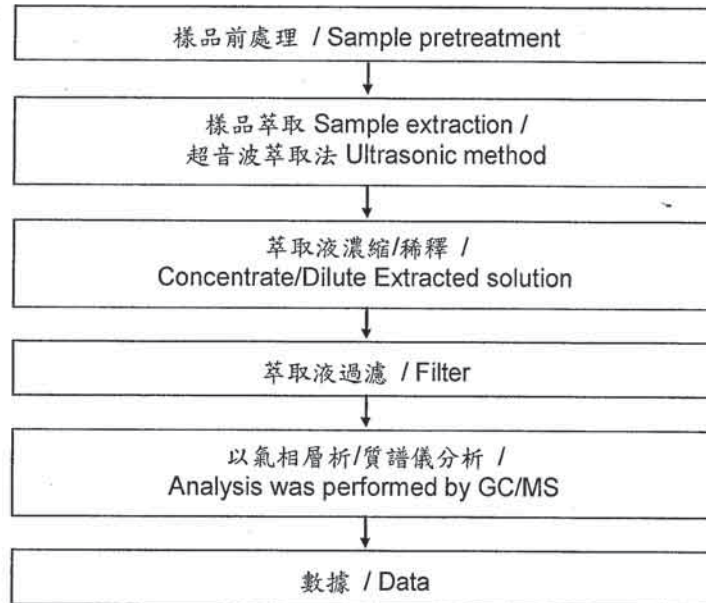 樣品前處理 / Sample pretreatment
樣品萃取 Sample extraction /
超音波萃取法 Ultrasonic method
萃取液濃縮/稀釋 /
Concentrate/Dilute Extracted solution
萃取液過濾 / Filter
以氣相層析/質譜儀分析 /
Analysis was performed by GC/MS
數據 / Data